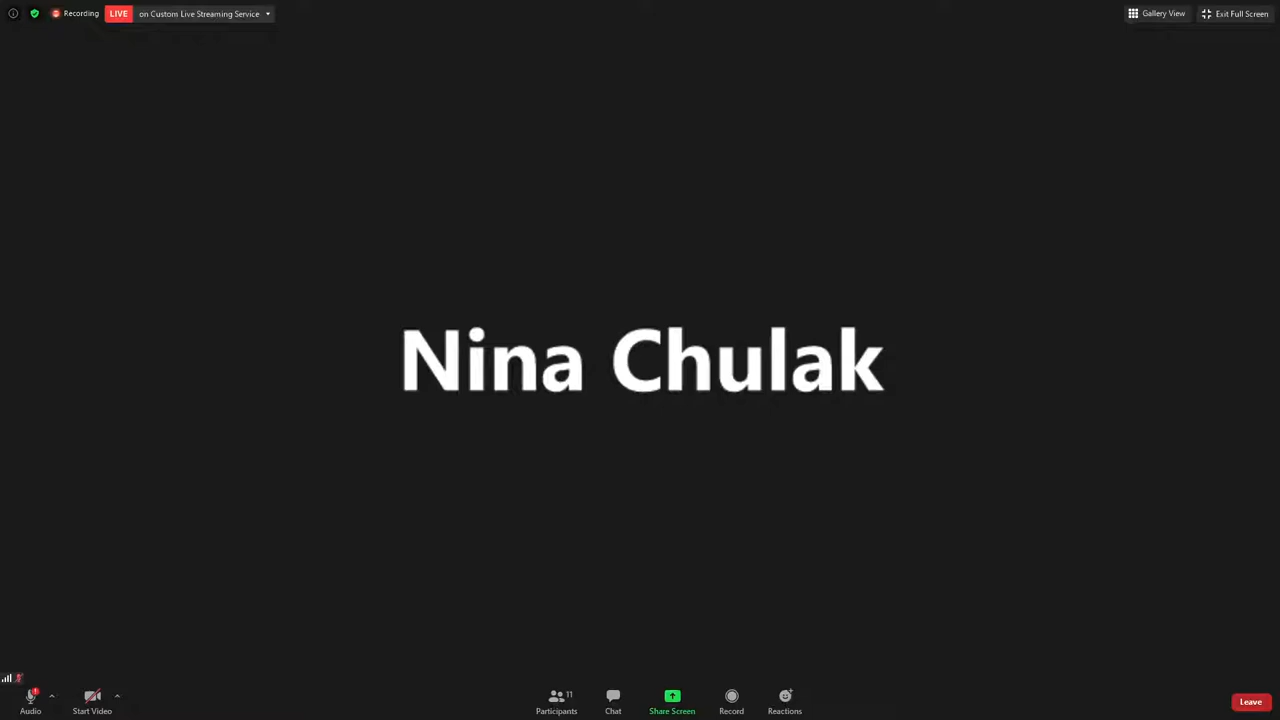 Recording LIVE on Custom Live Streaming Service Gallery View Exit Full Screen
Nina Chulak
11
Audio Start Video Participants Chat Share Screen Record Reactions Leave